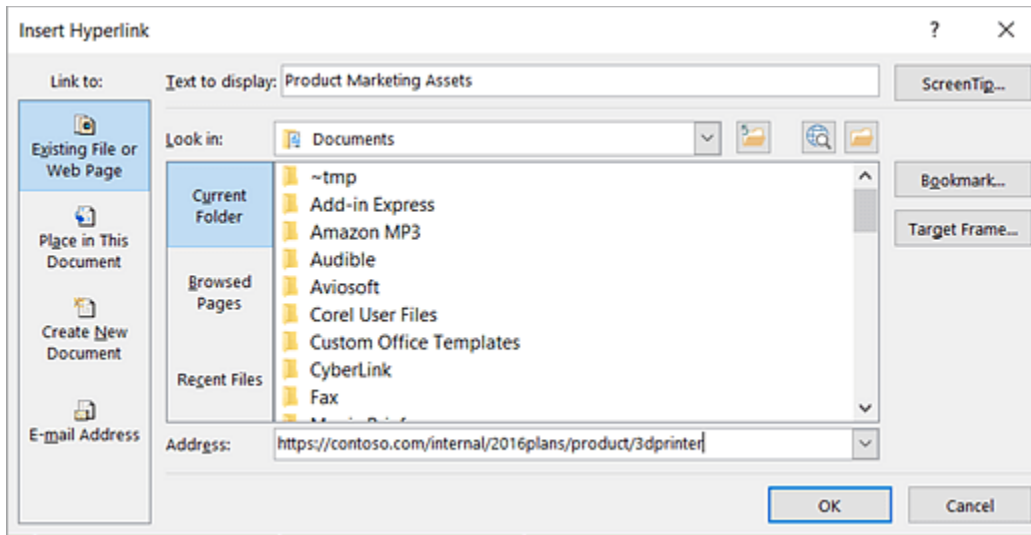 Insert Hyperlink
?
Link to:
Text to display:
Product Marketing Assets
ScreenTip...
Existing File or
Web Page
Place in This
Document
Create New
Document
E-mail Address
Look in:
Documents
Current
Folder
Browsed
Pages
Recent Files
~tmp
Add-in Express
Amazon MP3
Audible
Aviosoft
Corel User Files
Custom Office Templates
CyberLink
Fax
Bookmark...
Target Frame...
Address:
https://contoso.com/internal/2016plans/product/3dprinter
OK
Cancel